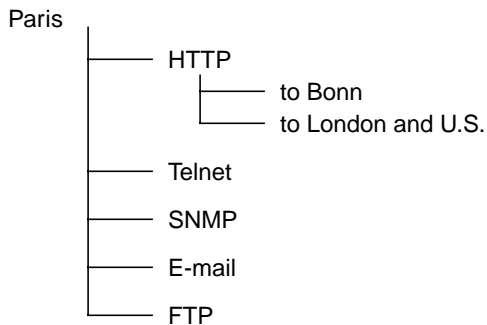 Paris
HTTP
to Bonn
to London and U.S.
Telnet
SNMP
E-mail
FTP